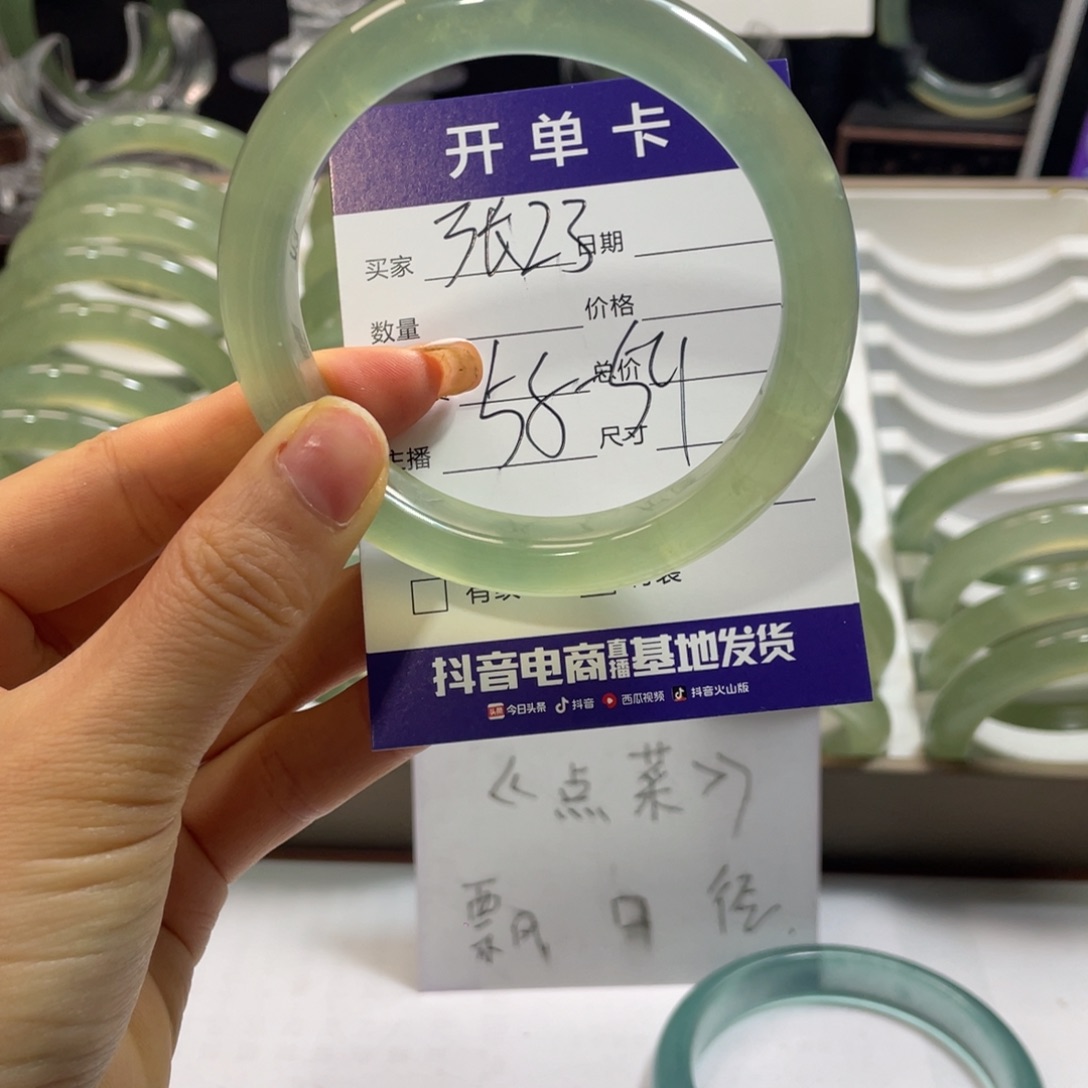 开单卡
买家 张23 日期
数量 价格
58-54 总价
主播 尺寸
抖音电商直播基地发货
头条 今日头条 抖音 西瓜视频 抖音火山版
《点菜》
飘 口 径.